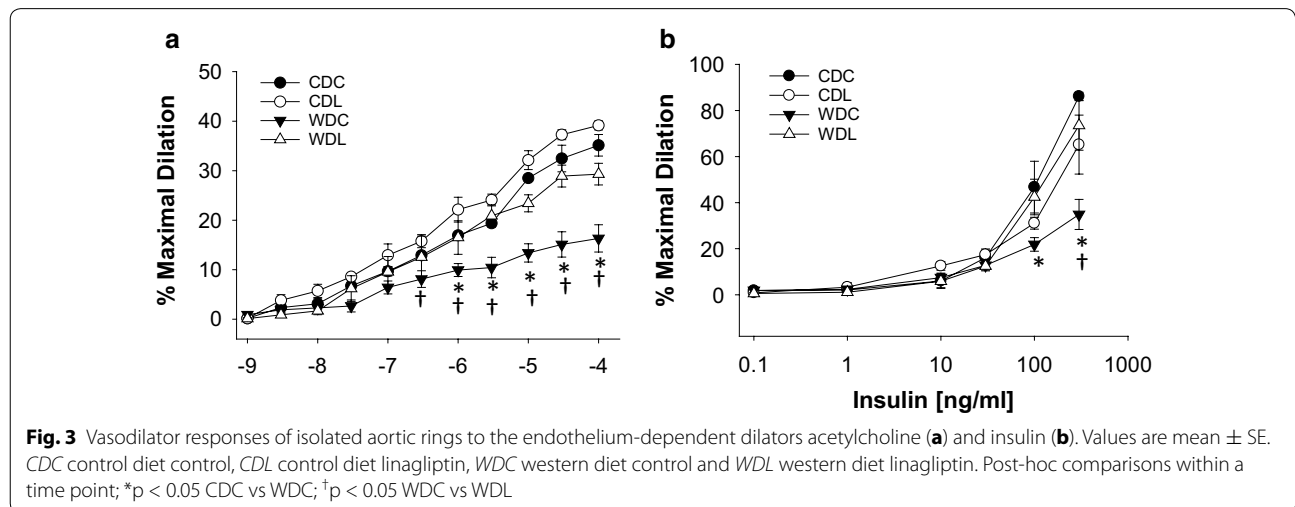 a
b
50
40
30
20
10
0
% Maximal Dilation
CDC
CDL
WDC
WDL
† * † * † * † * † * †
-9 -8 -7 -6 -5 -4
100
80
60
40
20
0
% Maximal Dilation
CDC
CDL
WDC
WDL
* * †
0.1 1 10 100 1000
Insulin [ng/ml]
Fig. 3 Vasodilator responses of isolated aortic rings to the endothelium-dependent dilators acetylcholine (a) and insulin (b). Values are mean ± SE.
CDC control diet control, CDL control diet linagliptin, WDC western diet control and WDL western diet linagliptin. Post-hoc comparisons within a
time point; *p < 0.05 CDC vs WDC; †p < 0.05 WDC vs WDL